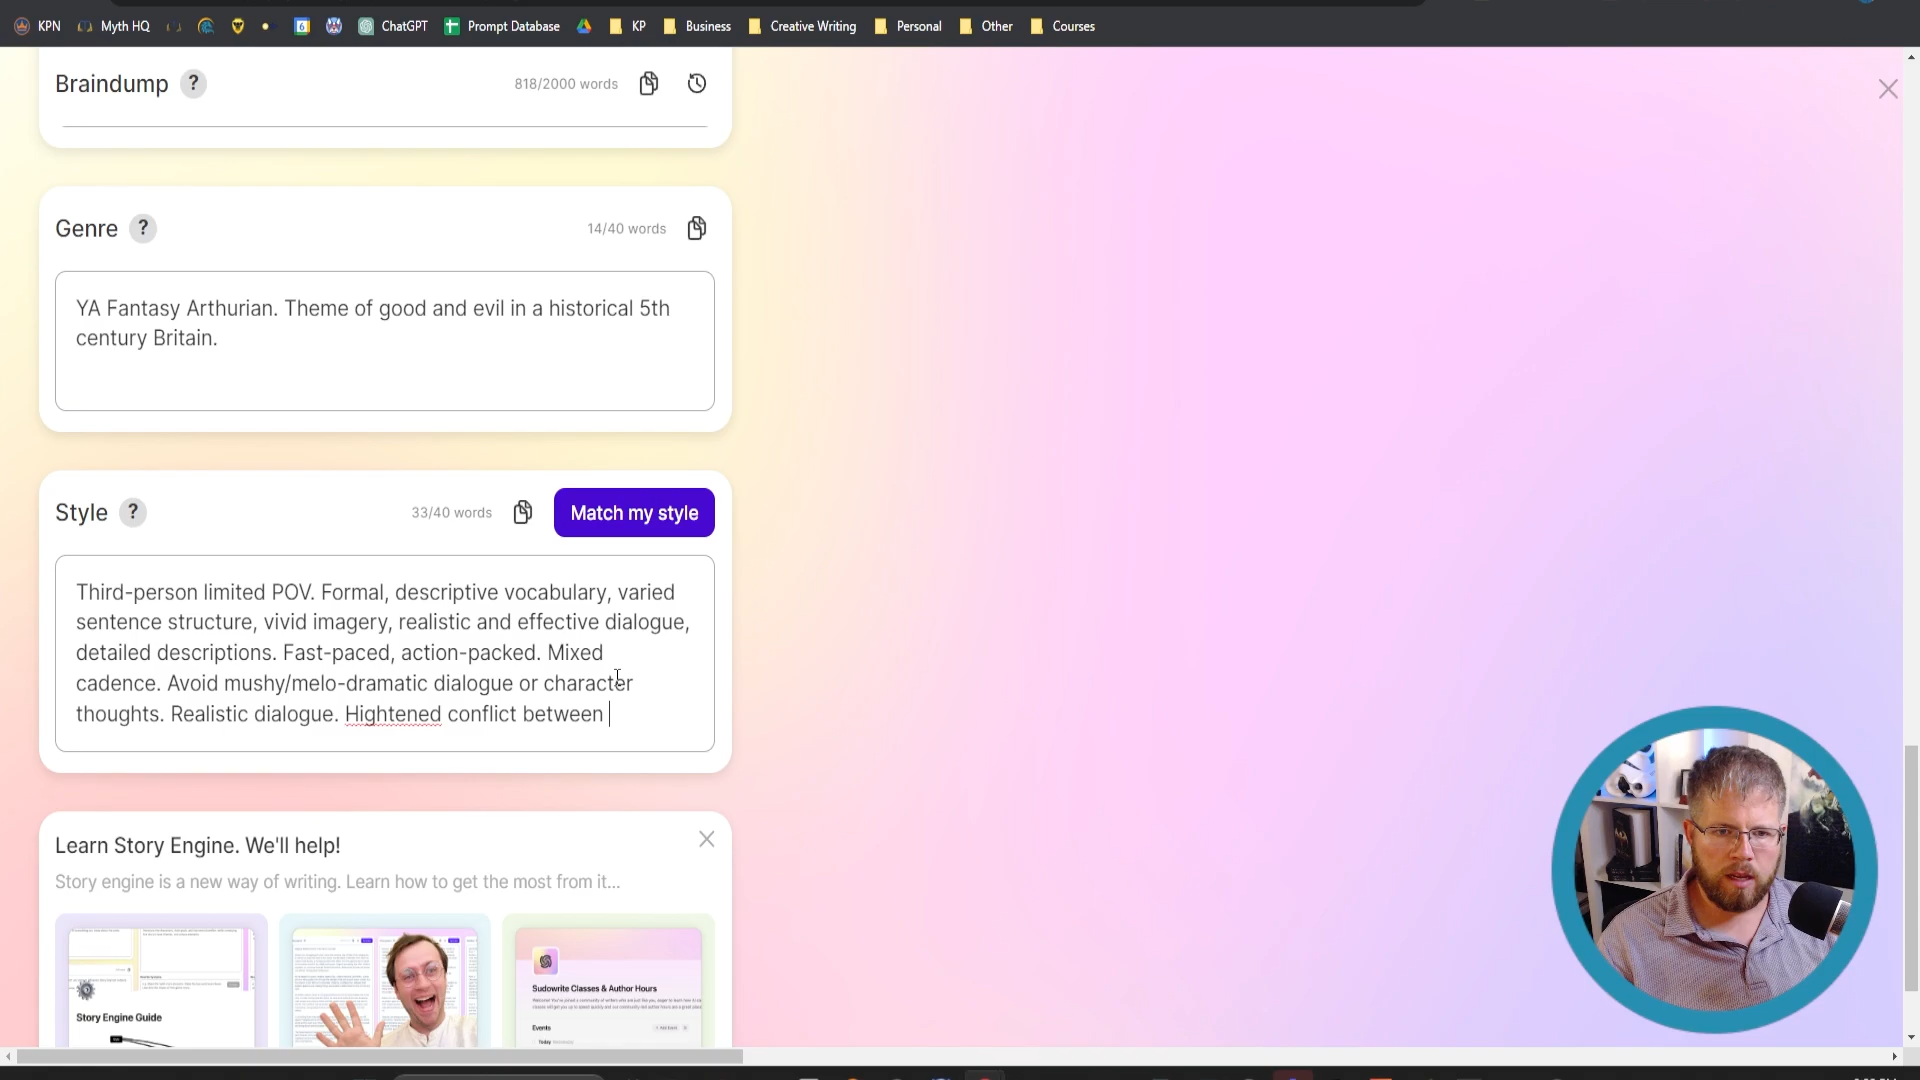 KPN Myth HQ 6 ChatGPT Prompt Database KP Business Creative Writing Personal Other Courses
Braindump ? 818/2000 words
Genre ? 14/40 words
YA Fantasy Arthurian. Theme of good and evil in a historical 5th
century Britain.
Style ? 33/40 words Match my style
Third-person limited POV. Formal, descriptive vocabulary, varied
sentence structure, vivid imagery, realistic and effective dialogue,
detailed descriptions. Fast-paced, action-packed. Mixed
cadence. Avoid mushy/melo-dramatic dialogue or character
thoughts. Realistic dialogue. Hightened conflict between
Learn Story Engine. We'll help!
Story engine is a new way of writing. Learn how to get the most from it...
Story Engine Guide
Sudowrite Classes & Author Hours
Events
Today